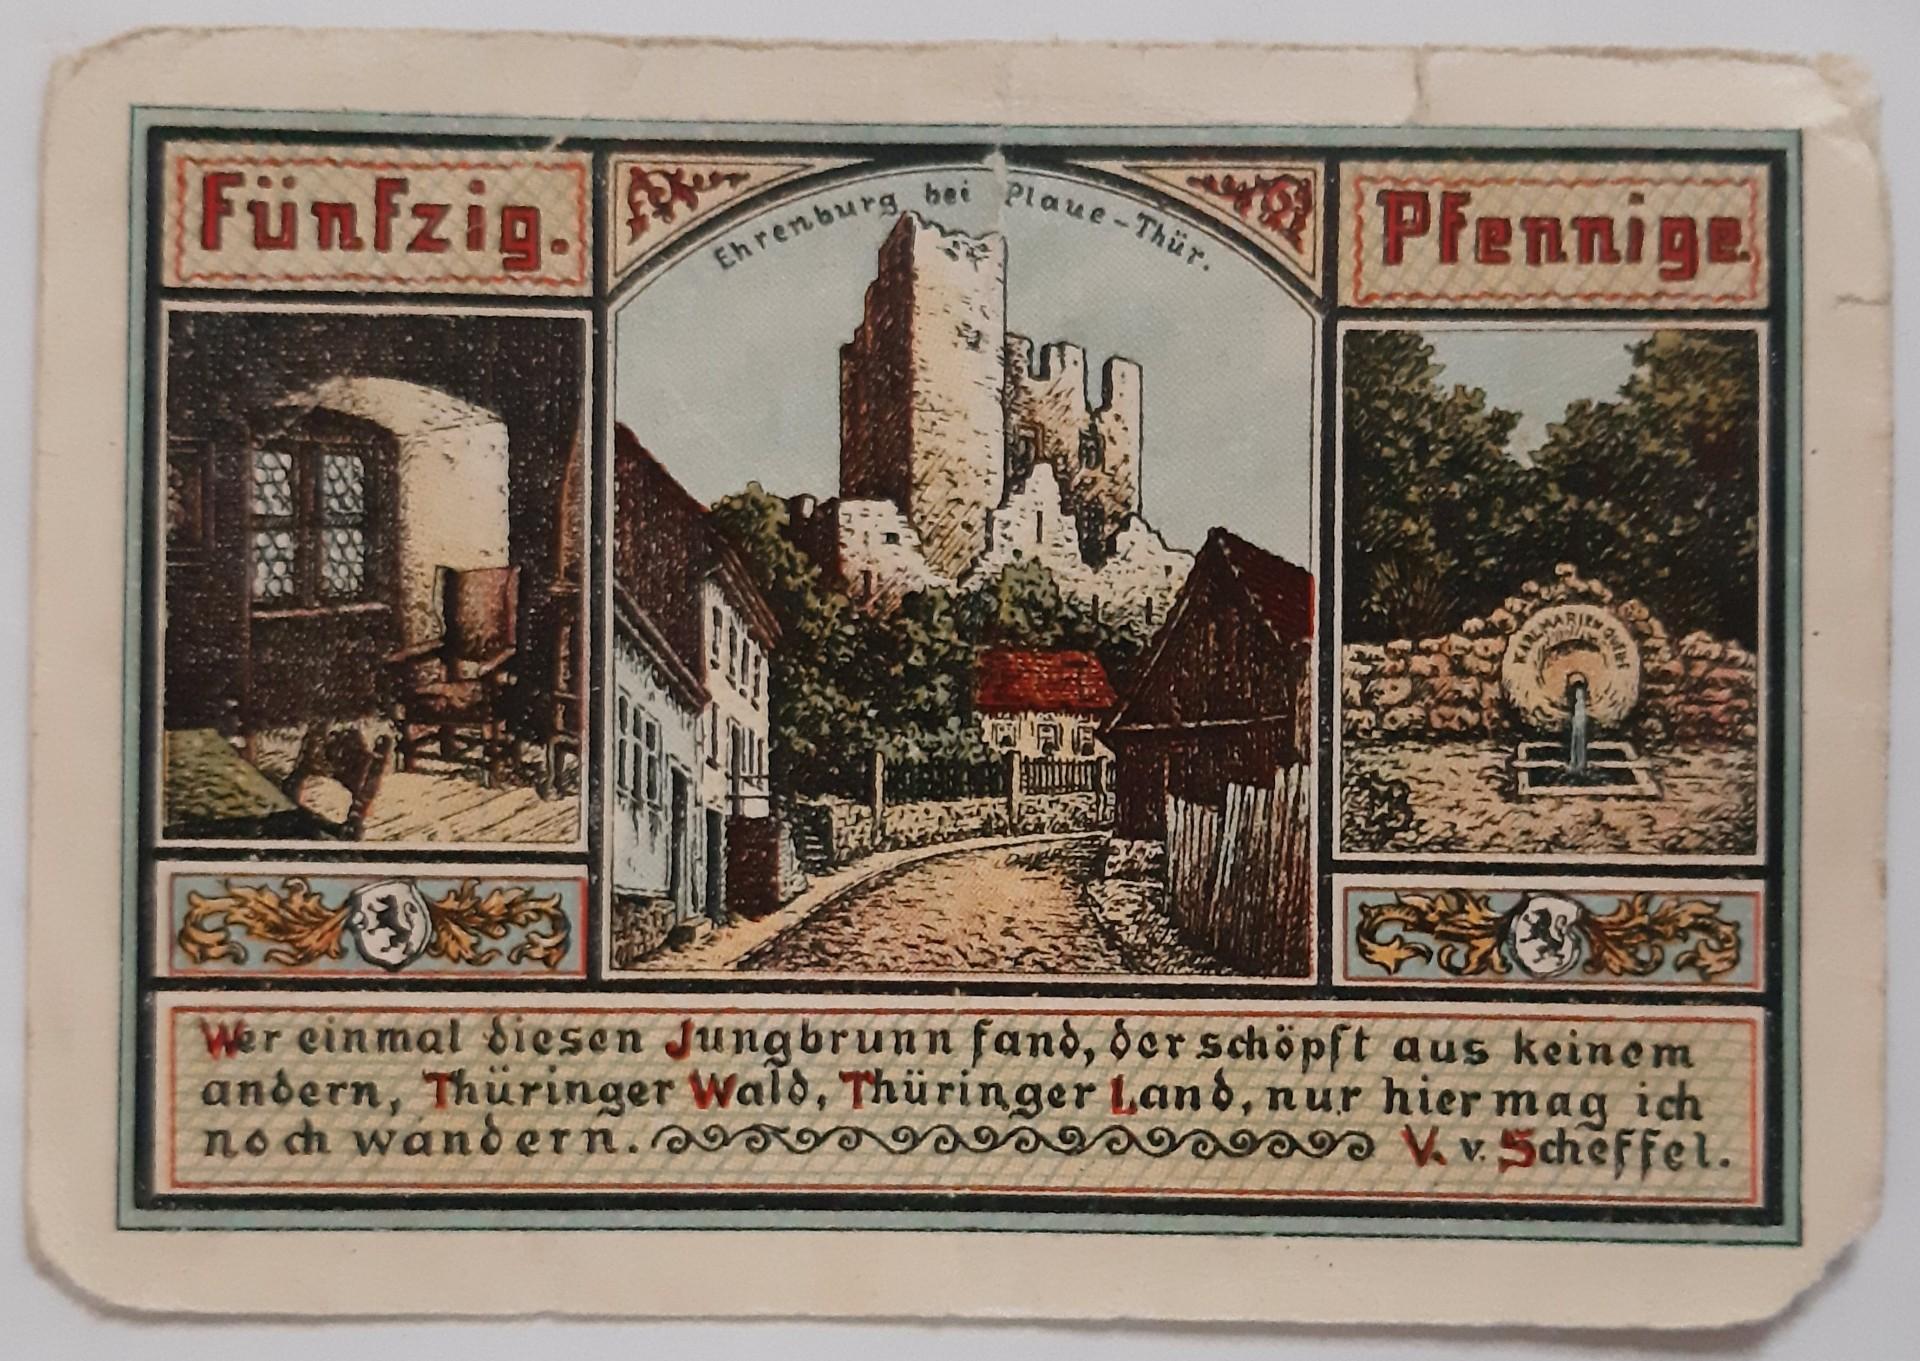 Fünfzig.
Ehrenburg bei Plaue-Thür.
Pfennige.
KARLMARIENQUELLE
Wer einmal diesen Jungbrunn fand, der schöpft aus keinem
andern, Thüringer Wald, Thüringer Land, nur hier mag ich
noch wandern. V. v. Scheffel.